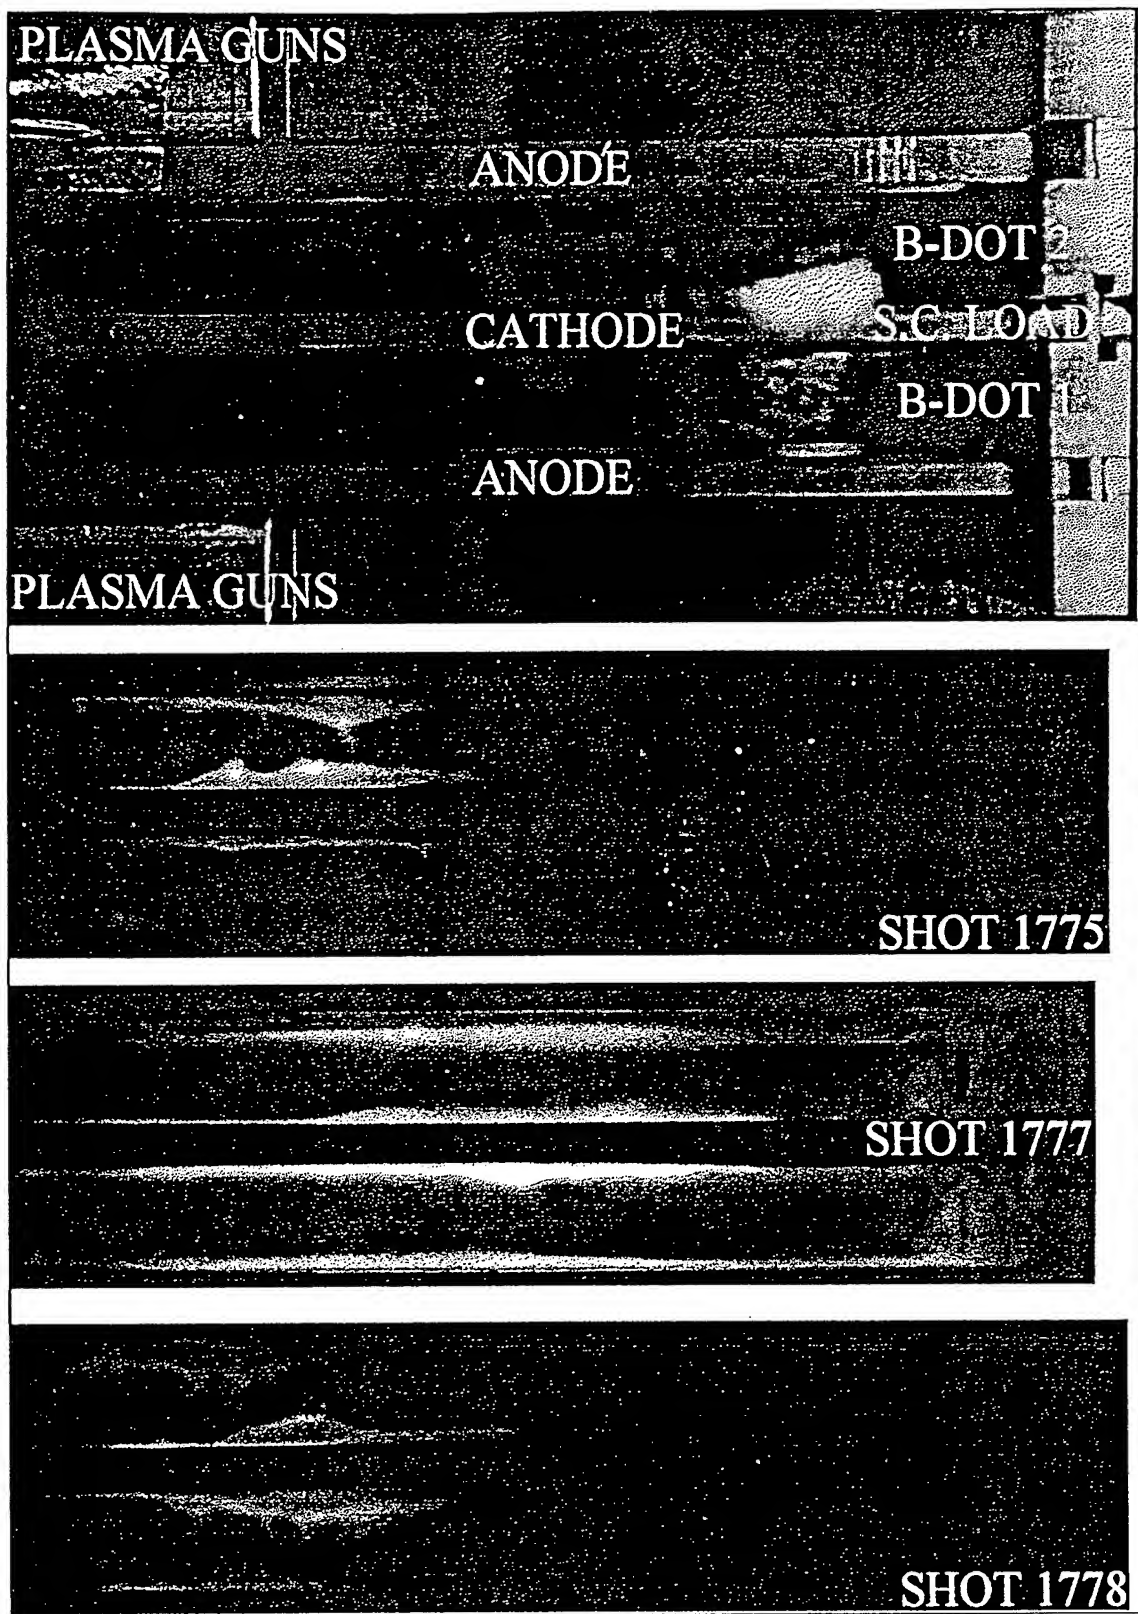 PLASMA GUNS
ANODE
B-DOT 2
CATHODE
S.C. LOAD
B-DOT 1
ANODE
PLASMA GUNS
SHOT 1775
SHOT 1777
SHOT 1778